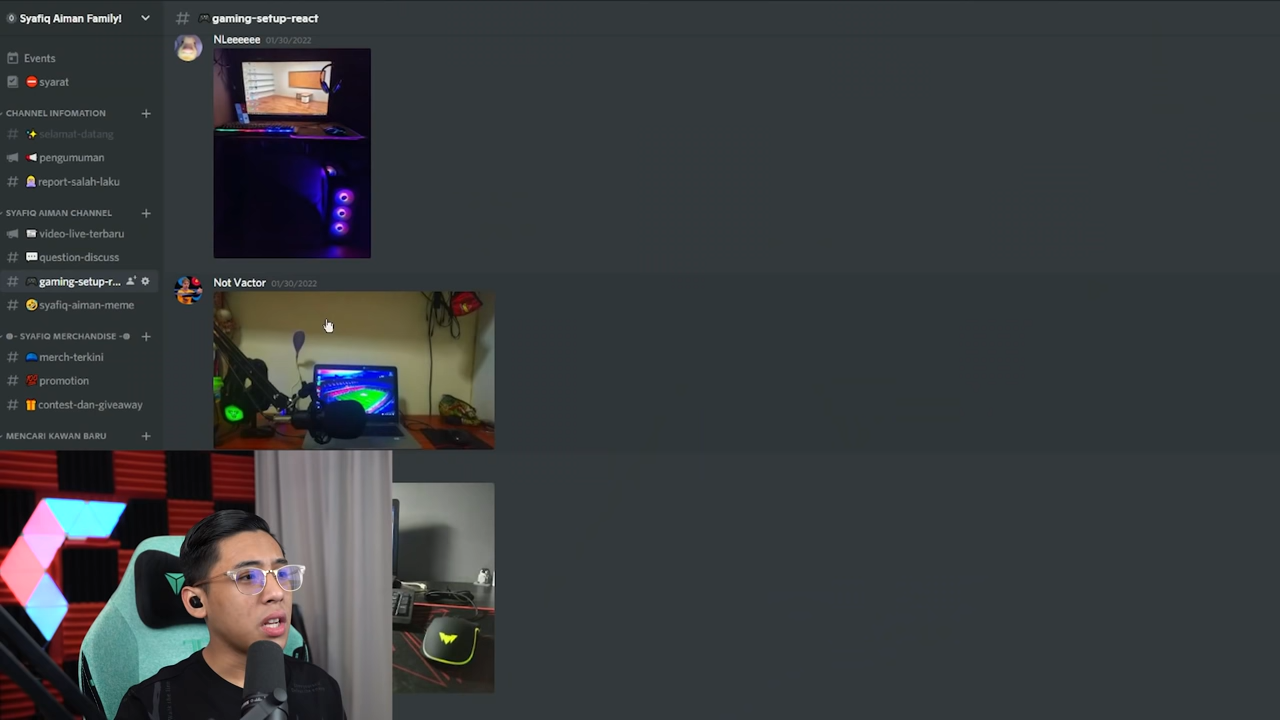 Syafiq Aiman Family!
Events
syarat
CHANNEL INFOMATION
selamat-datang
pengumuman
report-salah-laku
SYAFIQ AIMAN CHANNEL
video-live-terbaru
question-discuss
gaming-setup-r...
syafiq-aiman-meme
- SYAFIQ MERCHANDISE -
merch-terkini
promotion
contest-dan-giveaway
MENCARI KAWAN BARU
gaming-setup-react
NLeeeeee 01/30/2022
Not Vactor 01/30/2022